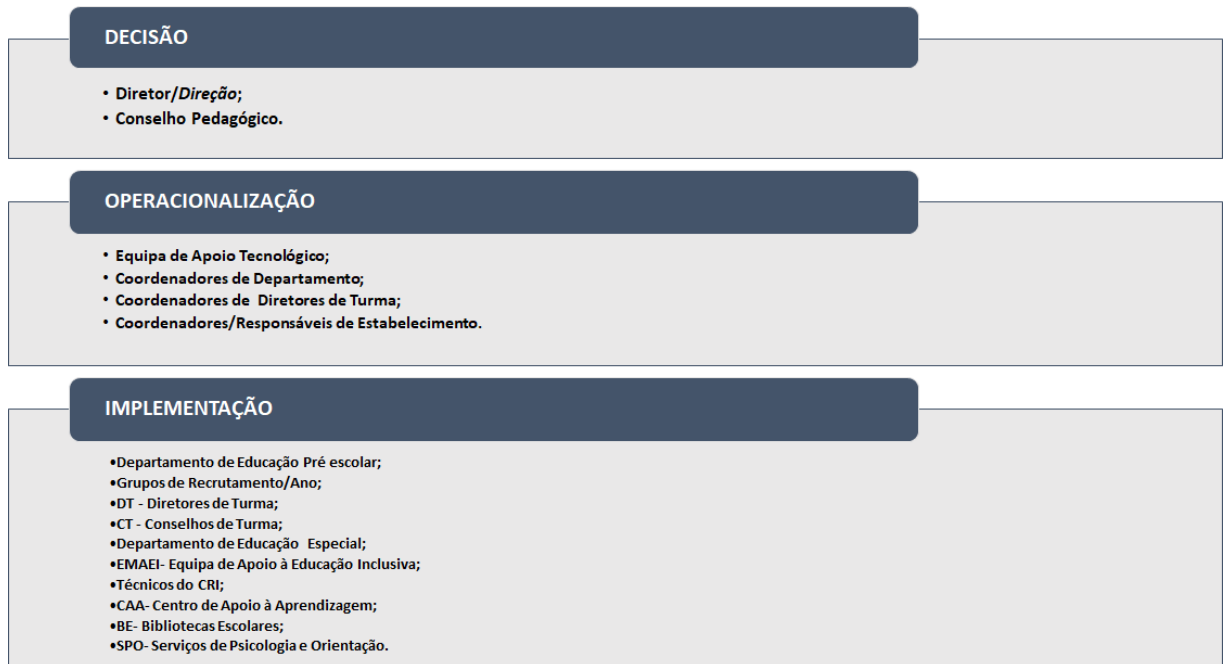 DECISÃO
• Diretor/Direção;
• Conselho Pedagógico.
OPERACIONALIZAÇÃO
• Equipa de Apoio Tecnológico;
• Coordenadores de Departamento;
• Coordenadores de Diretores de Turma;
• Coordenadores/Responsáveis de Estabelecimento.
IMPLEMENTAÇÃO
•Departamento de Educação Pré escolar;
•Grupos de Recrutamento/Ano;
•DT - Diretores de Turma;
•CT - Conselhos de Turma;
•Departamento de Educação Especial;
•EMAEI- Equipa de Apoio à Educação Inclusiva;
•Técnicos do CRI;
•CAA- Centro de Apoio à Aprendizagem;
•BE- Bibliotecas Escolares;
•SPO- Serviços de Psicologia e Orientação.